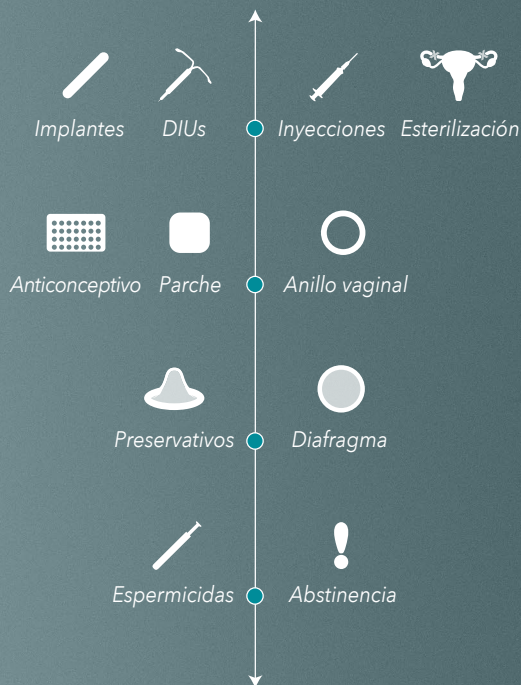 Implantes DIUs Inyecciones Esterilización
Anticonceptivo Parche Anillo vaginal
Preservativos Diafragma
Espermicidas Abstinencia